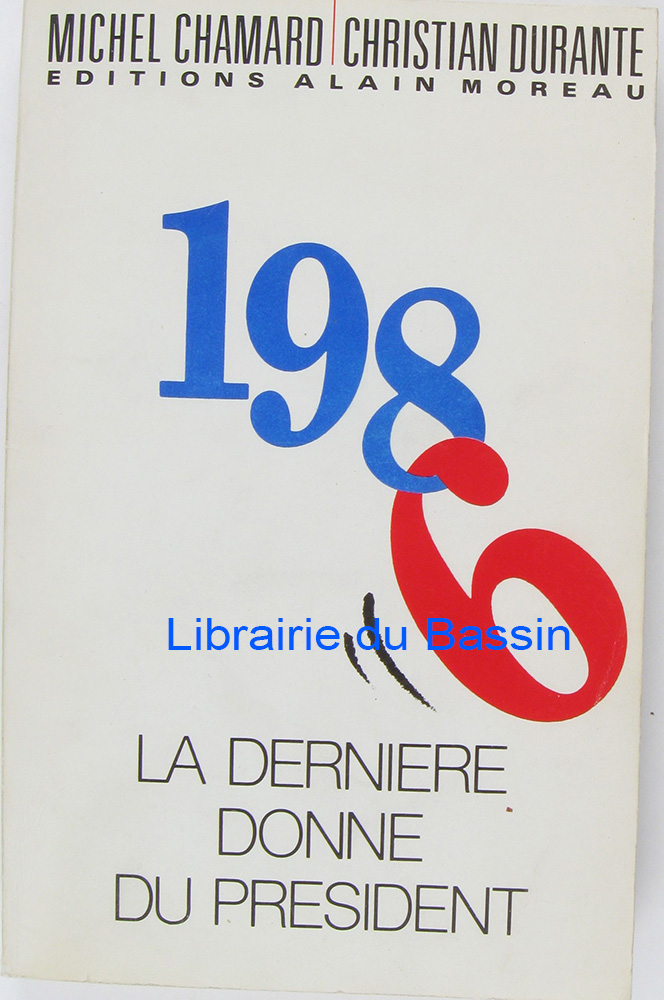 MICHEL CHAMARD | CHRISTIAN DURANTE
EDITIONS ALAIN MOREAU
1986
Librairie du Bassin
LA DERNIERE
DONNE
DU PRESIDENT